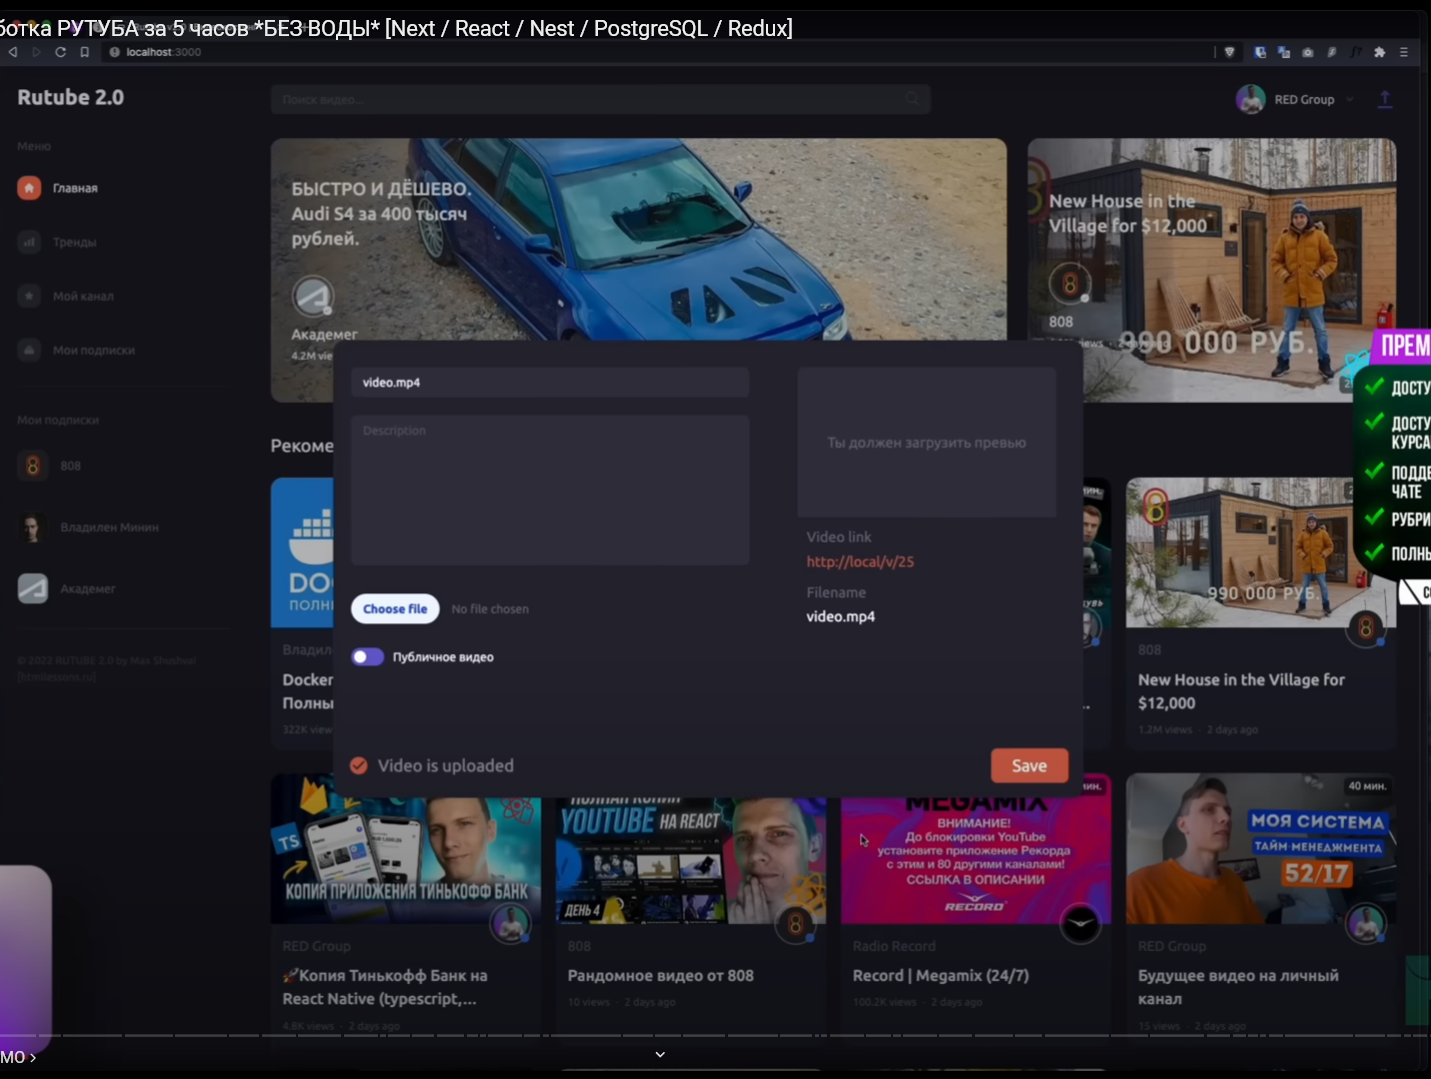 ботка РУТУБА за 5 часов *БЕЗ ВОДЫ* [Next / React / Nest / PostgreSQL / Redux]
localhost:3000
Rutube 2.0
Поиск видео...
RED Group
Меню
Главная
Тренды
Мой канал
Мои подписки
Мои подписки
808
Владилен Минин
Академег
© 2022 RUTUBE 2.0 by Max Shushval
[htmllessons.ru]
БЫСТРО И ДЁШЕВО.
Audi S4 за 400 тысяч
рублей.
Академег
4.2M vie
New House in the
Village for $12,000
808
990 000 РУБ.
ПРЕМ
ДОСТУ
ДОСТУ
КУРСА
ПОДДЕ
ЧАТЕ
РУБРИ
ПОЛНЫ
video.mp4
Description
Choose file
No file chosen
Публичное видео
Video is uploaded
Ты должен загрузить превью
Video link
http://local/v/25
Filename
video.mp4
Save
Рекоме
DOC
ПОЛН
Владил
Docker
Полны
322K view
мин.
990 000 РУБ.
808
New House in the Village for
$12,000
1.2M views · 2 days ago
TS
КОПИЯ ПРИЛОЖЕНИЯ ТИНЬКОФФ БАНК
RED Group
🚀Копия Тинькофф Банк на
React Native (typescript,...
4.8K views · 2 days ago
ПОЛНАЯ КОПИЯ
YOUTUBE НА REACT
ДЕНЬ 4
808
Рандомное видео от 808
10 views · 2 days ago
мин.
MEGAMIX
ВНИМАНИЕ!
До блокировки YouTube
установите приложение Рекорда
с этим и 80 другими каналами!
ССЫЛКА В ОПИСАНИИ
RECORD
Radio Record
Record | Megamix (24/7)
100.2K views · 2 days ago
40 мин.
МОЯ СИСТЕМА
ТАЙМ-МЕНЕДЖМЕНТА
52/17
RED Group
Будущее видео на личный
канал
15 views · 2 days ago
МО ›